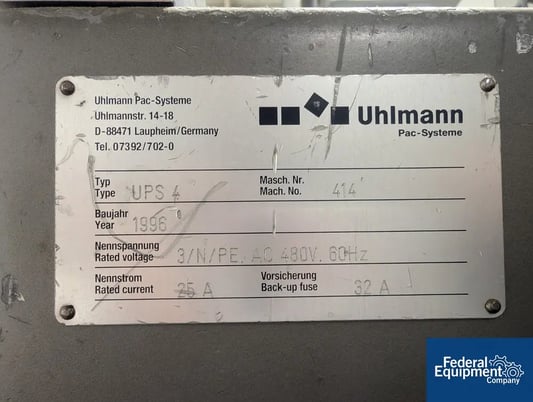 Uhlmann Pac-Systeme
Uhlmannstr. 14-18
D-88471 Laupheim/Germany
Tel. 07392/702-0
Uhlmann
Pac-Systeme
Typ
Type UPS 4
Masch. Nr.
Mach. No. 414
Baujahr
Year 1996
Nennspannung
Rated voltage 3/N/PE. AC 480V. 60Hz
Nennstrom
Rated current 25 A
Vorsicherung
Back-up fuse 32 A
Federal
Equipment
Company